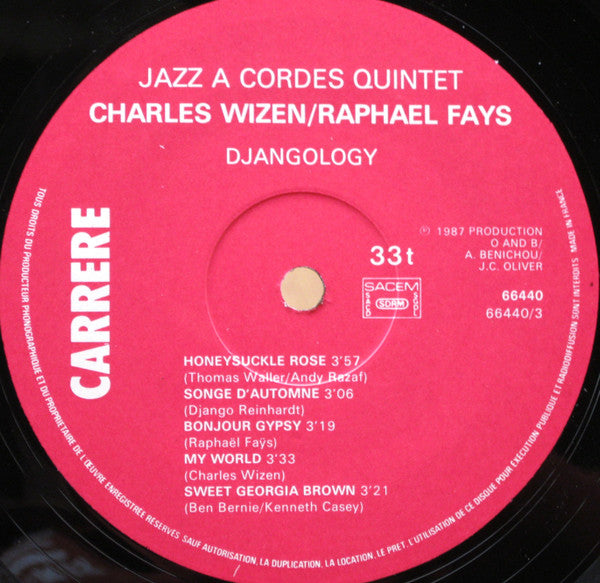 JAZZ A CORDES QUINTET
CHARLES WIZEN/RAPHAEL FAYS
DJANGOLOGY
CARRERE
33 t
SACEM
SACD
SDRM
SGDL
℗ 1987 PRODUCTION
O AND B/
A. BENICHOU/
J.C. OLIVER
66440
66440/3
HONEYSUCKLE ROSE 3'57
(Thomas Waller/Andy Razaf)
SONGE D'AUTOMNE 3'06
(Django Reinhardt)
BONJOUR GYPSY 3'19
(Raphaël Faÿs)
MY WORLD 3'33
(Charles Wizen)
SWEET GEORGIA BROWN 3'21
(Ben Bernie/Kenneth Casey)
TOUS DROITS DU PRODUCTEUR PHONOGRAPHIQUE ET DU PROPRIETAIRE DE L'ŒUVRE ENREGISTREE RESERVES SAUF AUTORISATION, LA DUPLICATION, LA LOCATION, LE PRET, L'UTILISATION DE CE DISQUE POUR EXECUTION PUBLIQUE ET RADIODIFFUSION SONT INTERDITS MADE IN FRANCE